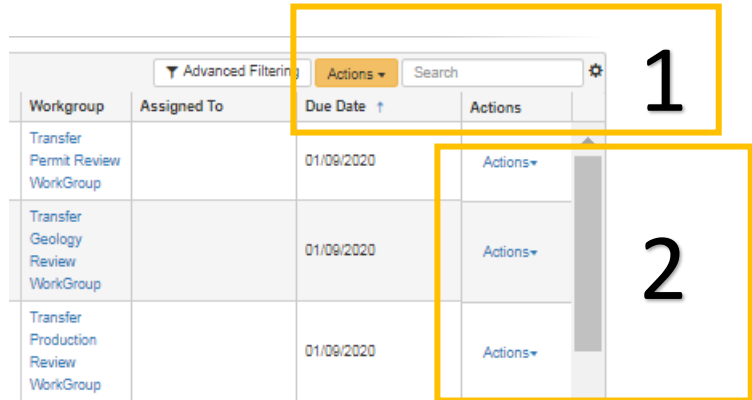 Advanced Filtering Actions Search
1
Workgroup Assigned To Due Date ↑ Actions
Transfer
Permit Review
WorkGroup
01/09/2020
Actions
Transfer
Geology
Review
WorkGroup
01/09/2020
Actions
2
Transfer
Production
Review
WorkGroup
01/09/2020
Actions